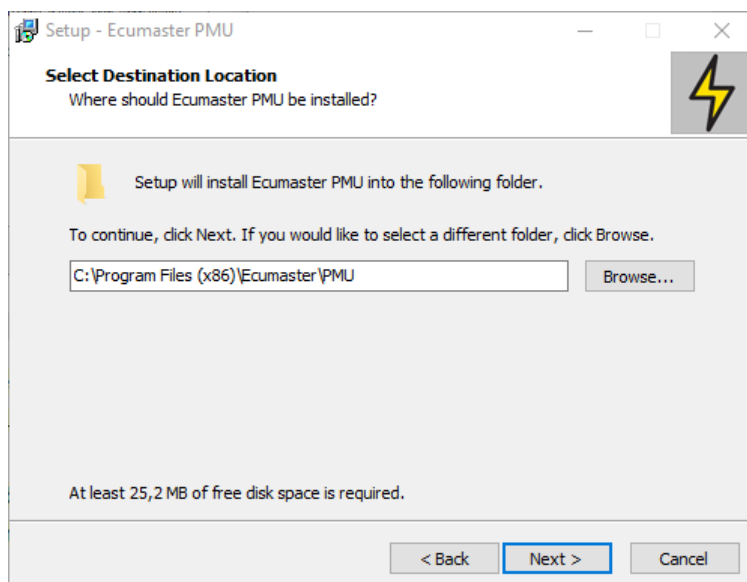 Setup - Ecumaster PMU
Select Destination Location
Where should Ecumaster PMU be installed?
Setup will install Ecumaster PMU into the following folder.
To continue, click Next. If you would like to select a different folder, click Browse.
C:\Program Files (x86)\Ecumaster\PMU
Browse...
At least 25,2 MB of free disk space is required.
< Back
Next >
Cancel